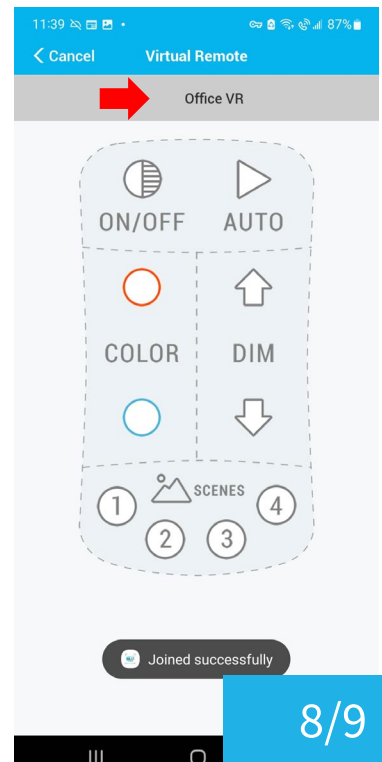 11:39 87%
Cancel Virtual Remote
Office VR
ON/OFF AUTO
COLOR DIM
SCENES
1 4
2 3
Joined successfully
8/9